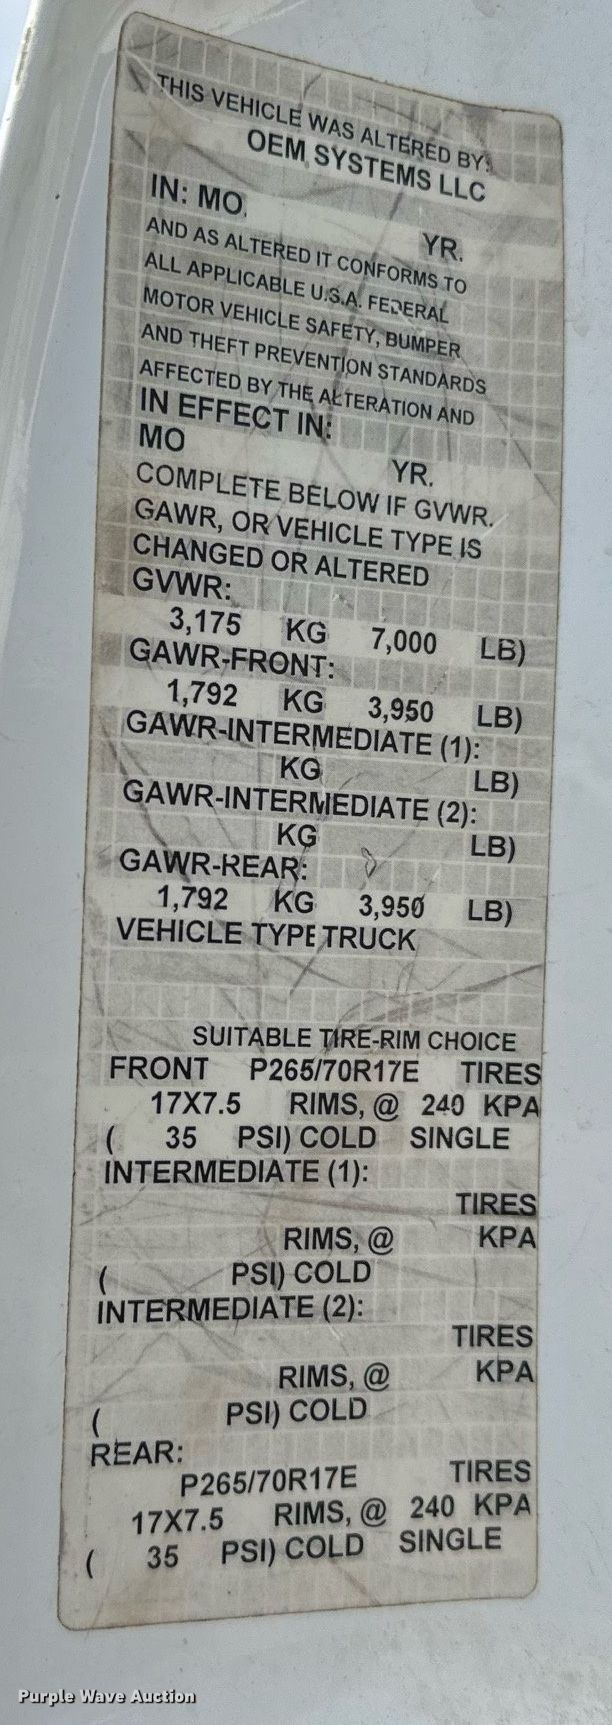 THIS VEHICLE WAS ALTERED BY:
OEM SYSTEMS LLC
IN: MO. YR.
AND AS ALTERED IT CONFORMS TO
ALL APPLICABLE U.S.A. FEDERAL
MOTOR VEHICLE SAFETY, BUMPER
AND THEFT PREVENTION STANDARDS
AFFECTED BY THE ALTERATION AND
IN EFFECT IN:
MO YR.
COMPLETE BELOW IF GVWR.
GAWR, OR VEHICLE TYPE IS
CHANGED OR ALTERED
GVWR:
3,175 KG 7,000 LB)
GAWR-FRONT:
1,792 KG 3,950 LB)
GAWR-INTERMEDIATE (1):
KG LB)
GAWR-INTERMEDIATE (2):
KG LB)
GAWR-REAR:
1,792 KG 3,950 LB)
VEHICLE TYPE TRUCK
SUITABLE TIRE-RIM CHOICE
FRONT P265/70R17E TIRES
17X7.5 RIMS, @ 240 KPA
( 35 PSI) COLD SINGLE
INTERMEDIATE (1):
TIRES
RIMS, @ KPA
( PSI) COLD
INTERMEDIATE (2):
TIRES
RIMS, @ KPA
( PSI) COLD
REAR:
P265/70R17E TIRES
17X7.5 RIMS, @ 240 KPA
( 35 PSI) COLD SINGLE
Purple Wave Auction